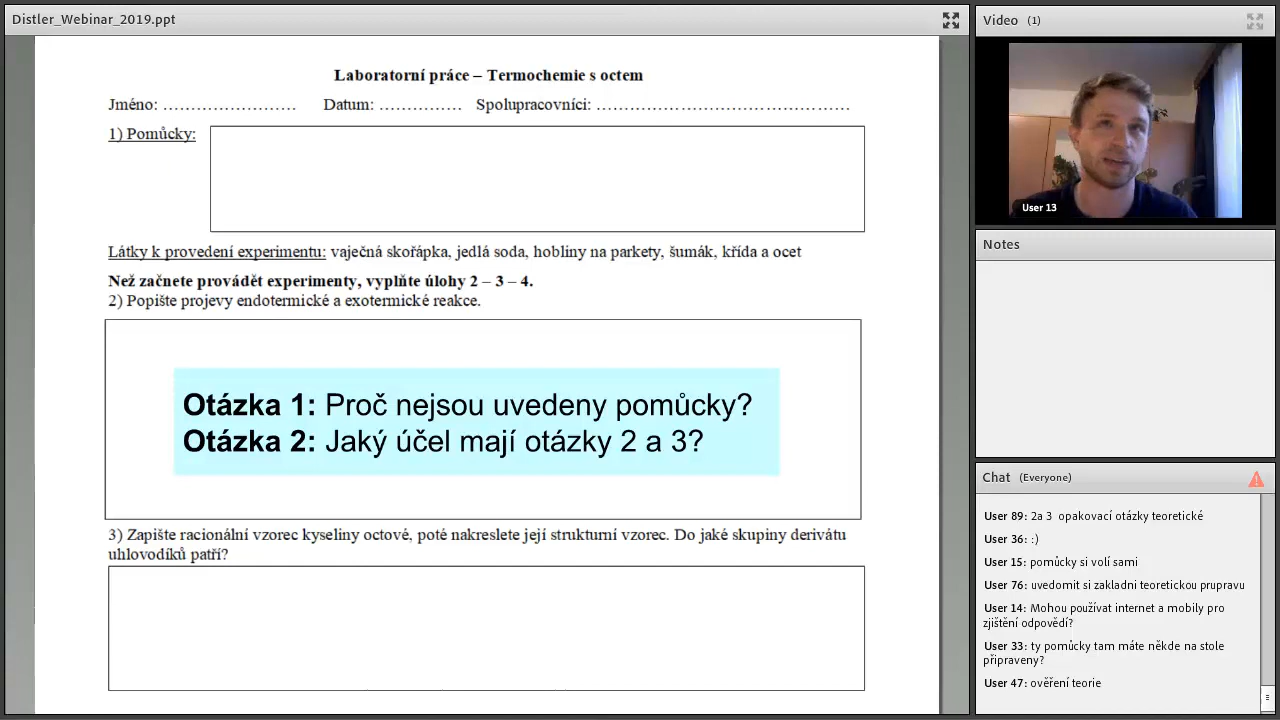 Distler_Webinar_2019.ppt
Laboratorní práce – Termochemie s octem
Jméno: …………………… Datum: ………….. Spolupracovníci: ……………………………………
1) Pomůcky:
Látky k provedení experimentu: vaječná skořápka, jedlá soda, hobliny na parkety, šumák, křída a ocet
Než začnete provádět experimenty, vyplňte úlohy 2 – 3 – 4.
2) Popište projevy endotermické a exotermické reakce.
Otázka 1: Proč nejsou uvedeny pomůcky?
Otázka 2: Jaký účel mají otázky 2 a 3?
3) Zapište racionální vzorec kyseliny octové, poté nakreslete její strukturní vzorec. Do jaké skupiny derivátu
uhlovodíků patří?
Video (1)
User 13
Notes
Chat (Everyone)
User 89: 2a 3 opakovací otázky teoretické
User 36: :)
User 15: pomůcky si volí sami
User 76: uvedomit si zakladni teoretickou prupravu
User 14: Mohou používat internet a mobily pro
zjištění odpovědí?
User 33: ty pomůcky tam máte někde na stole
připraveny?
User 47: ověření teorie